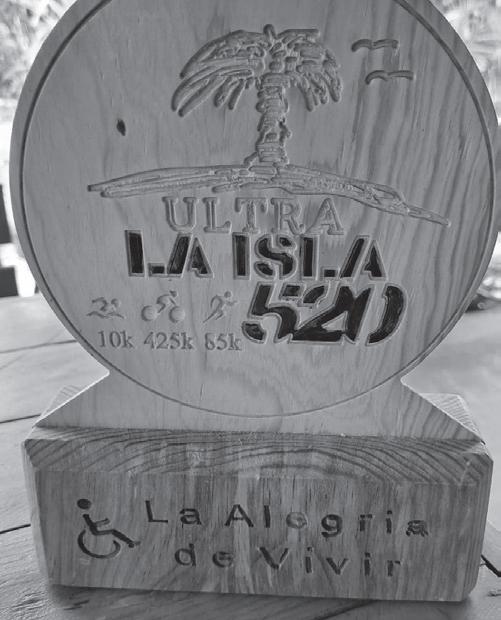 ULTRA
LA ISLA
520
10k 425k 85k
La Alegria
de Vivir